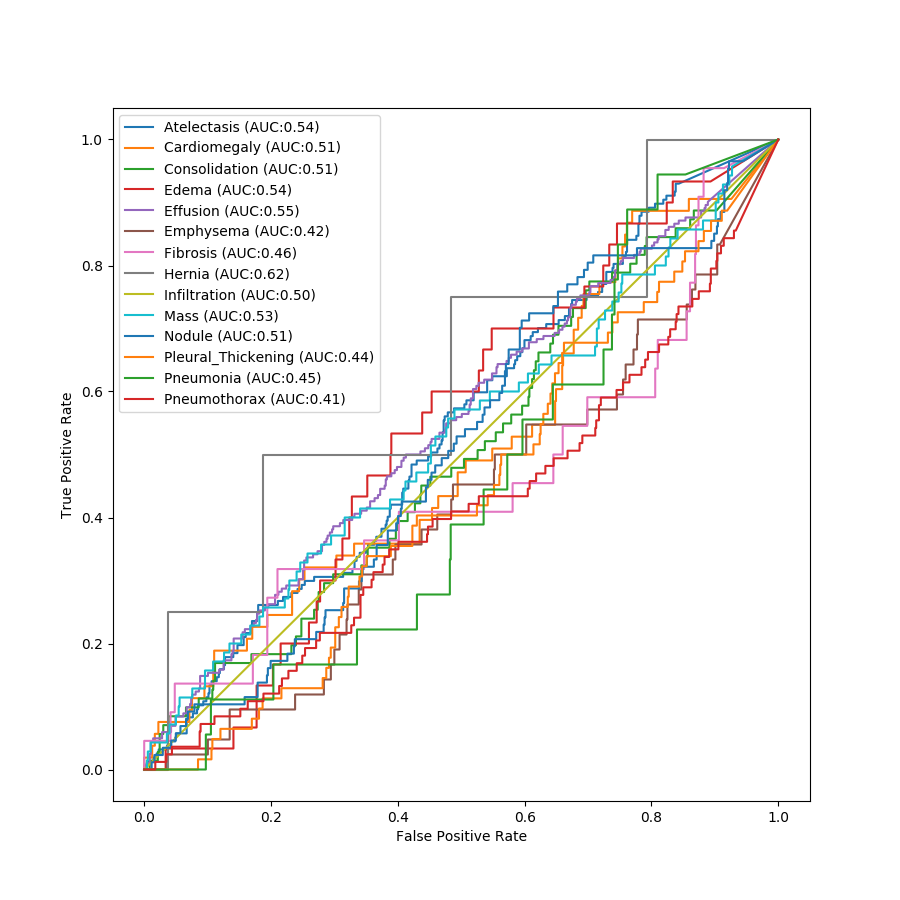 Atelectasis (AUC:0.54)
Cardiomegaly (AUC:0.51)
Consolidation (AUC:0.51)
Edema (AUC:0.54)
Effusion (AUC:0.55)
Emphysema (AUC:0.42)
Fibrosis (AUC:0.46)
Hernia (AUC:0.62)
Infiltration (AUC:0.50)
Mass (AUC:0.53)
Nodule (AUC:0.51)
Pleural_Thickening (AUC:0.44)
Pneumonia (AUC:0.45)
Pneumothorax (AUC:0.41)
1.0
0.8
0.6
0.4
0.2
0.0
True Positive Rate
0.0 0.2 0.4 0.6 0.8 1.0
False Positive Rate